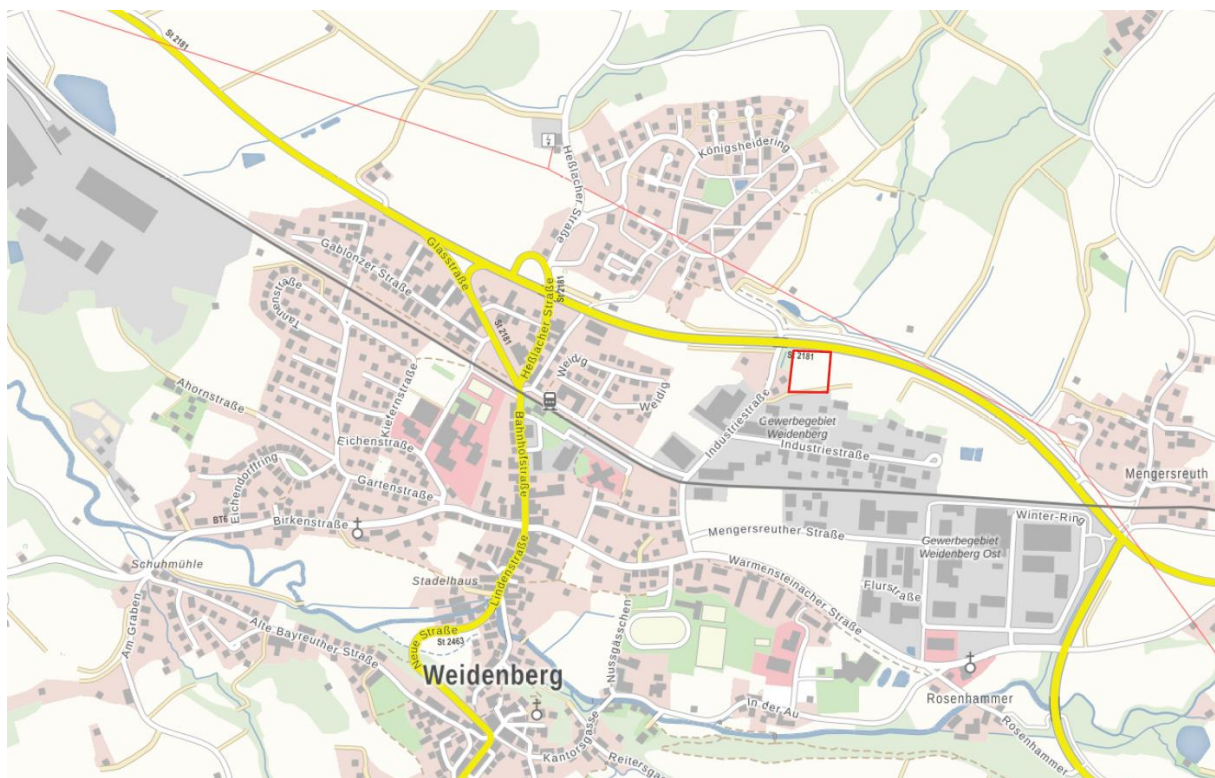 St 2181
Heßlacher Straße
Königsheidering
Gablonzer Straße
Glasstraße
St 2181
Tannenstraße
St 2181
Heßlacher Straße
Weidig
St 2181
Weidig
Ahornstraße
Kiefernstraße
Industriestraße
Gewerbegebiet
Weidenberg
Industriestraße
Bahnhofstraße
Eichenstraße
Mengersreuth
Eichendorffring
Gartenstraße
Winter-Ring
Birkenstraße
Mengersreuther Straße
Gewerbegebiet
Weidenberg Ost
Schuhmühle
Stadelhaus
Lindenstraße
Warmensteinacher Straße
Flurstraße
Am Graben
Alte Bayreuther Straße
Neue Straße
St 2463
Nussgässchen
Weidenberg
In der Au
Rosenhammer
Rosenhammer
Kantorsgasse
Reitersga